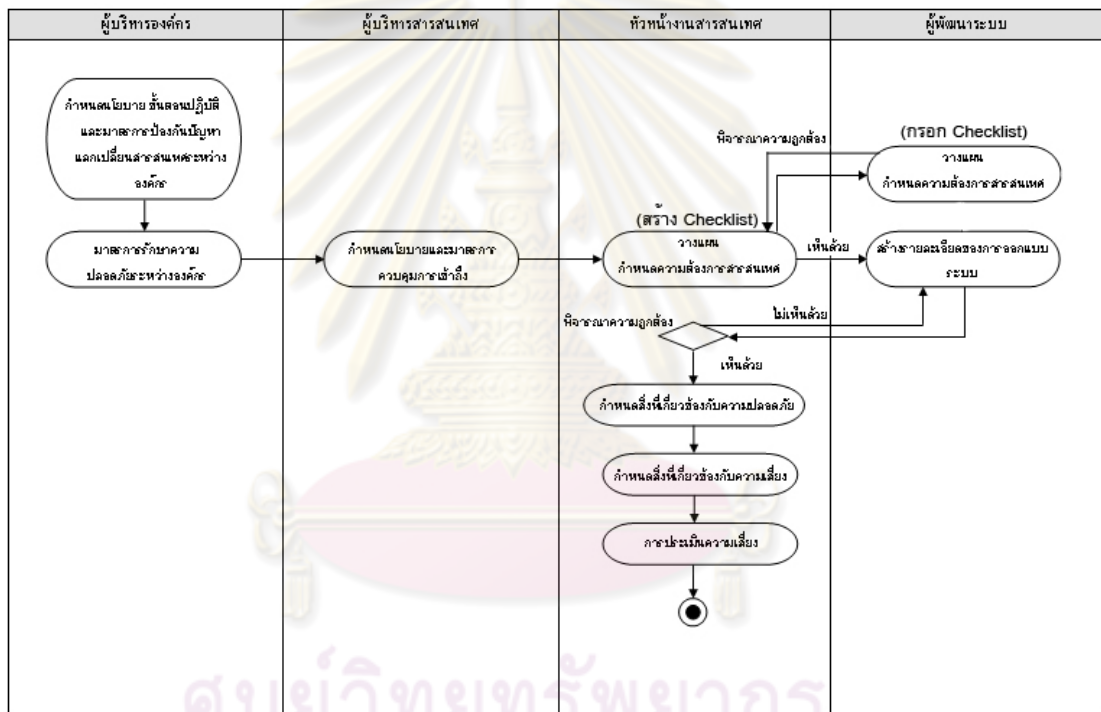 ผู้บริหารองค์กร
ผู้บริหารสารสนเทศ
หัวหน้างานสารสนเทศ
ผู้พัฒนาระบบ
กำหนดนโยบาย ขั้นตอนปฏิบัติ
และมาตรการป้องกันปัญหา
แลกเปลี่ยนสารสนเทศระหว่าง
องค์กร
มาตรการรักษาความ
ปลอดภัยระหว่างองค์กร
กำหนดนโยบายและมาตรการ
ควบคุมการเข้าถึง
(สร้าง Checklist)
วางแผน
กำหนดความต้องการสารสนเทศ
พิจารณาความถูกต้อง
(กรอก Checklist)
วางแผน
กำหนดความต้องการสารสนเทศ
เห็นด้วย
สร้างรายละเอียดของการออกแบบ
ระบบ
ไม่เห็นด้วย
พิจารณาความถูกต้อง
เห็นด้วย
กำหนดสิ่งที่เกี่ยวข้องกับความปลอดภัย
กำหนดสิ่งที่เกี่ยวข้องกับความเสี่ยง
การประเมินความเสี่ยง
ศูนย์วิทยทรัพยากร